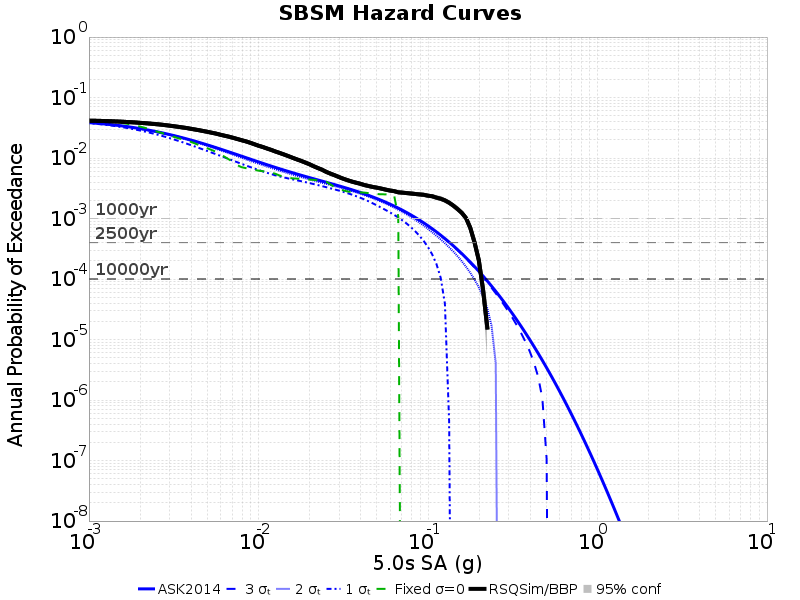 SBSM Hazard Curves
10^0
10^-1
10^-2
10^-3
10^-4
10^-5
10^-6
10^-7
10^-8
Annual Probability of Exceedance
1000yr
2500yr
10000yr
10^-3 10^-2 10^-1 10^0 10^1
5.0s SA (g)
ASK2014 3 σₜ 2 σₜ 1 σₜ Fixed σ=0 RSQSim/BBP 95% conf